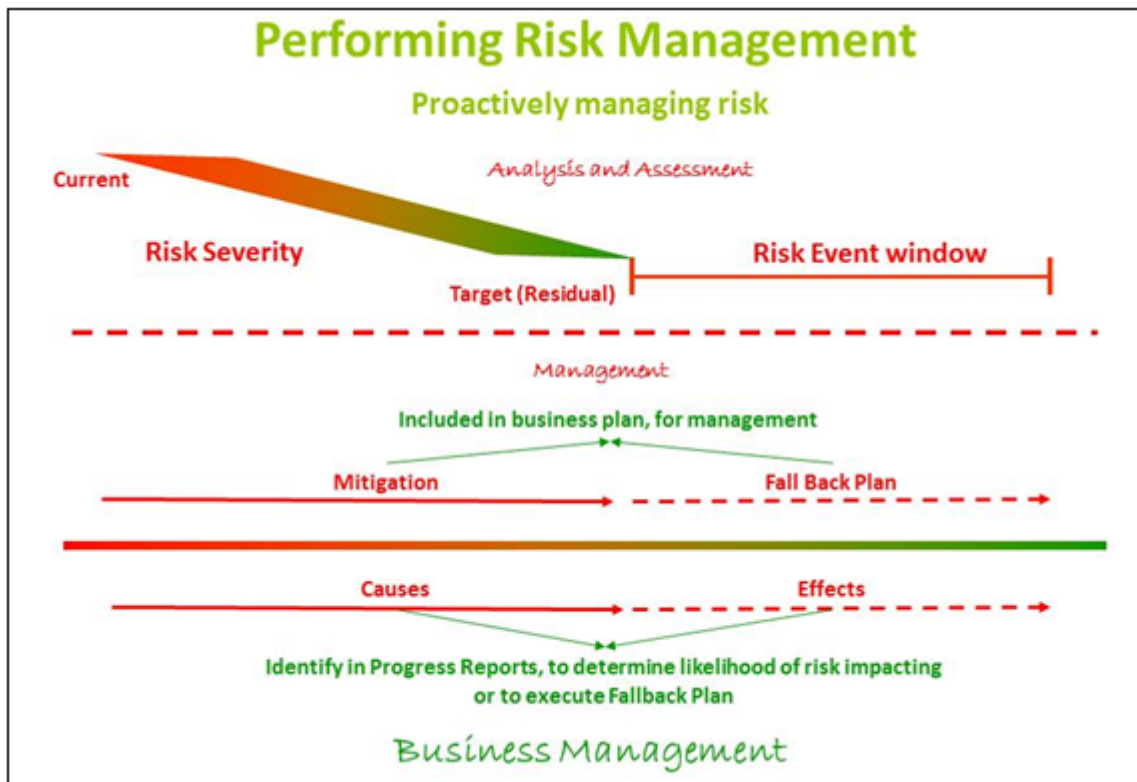 Performing Risk Management
Proactively managing risk
Analysis and Assessment
Current
Risk Severity
Risk Event window
Target (Residual)
Management
Included in business plan, for management
Mitigation
Fall Back Plan
Causes
Effects
Identify in Progress Reports, to determine likelihood of risk impacting
or to execute Fallback Plan
Business Management